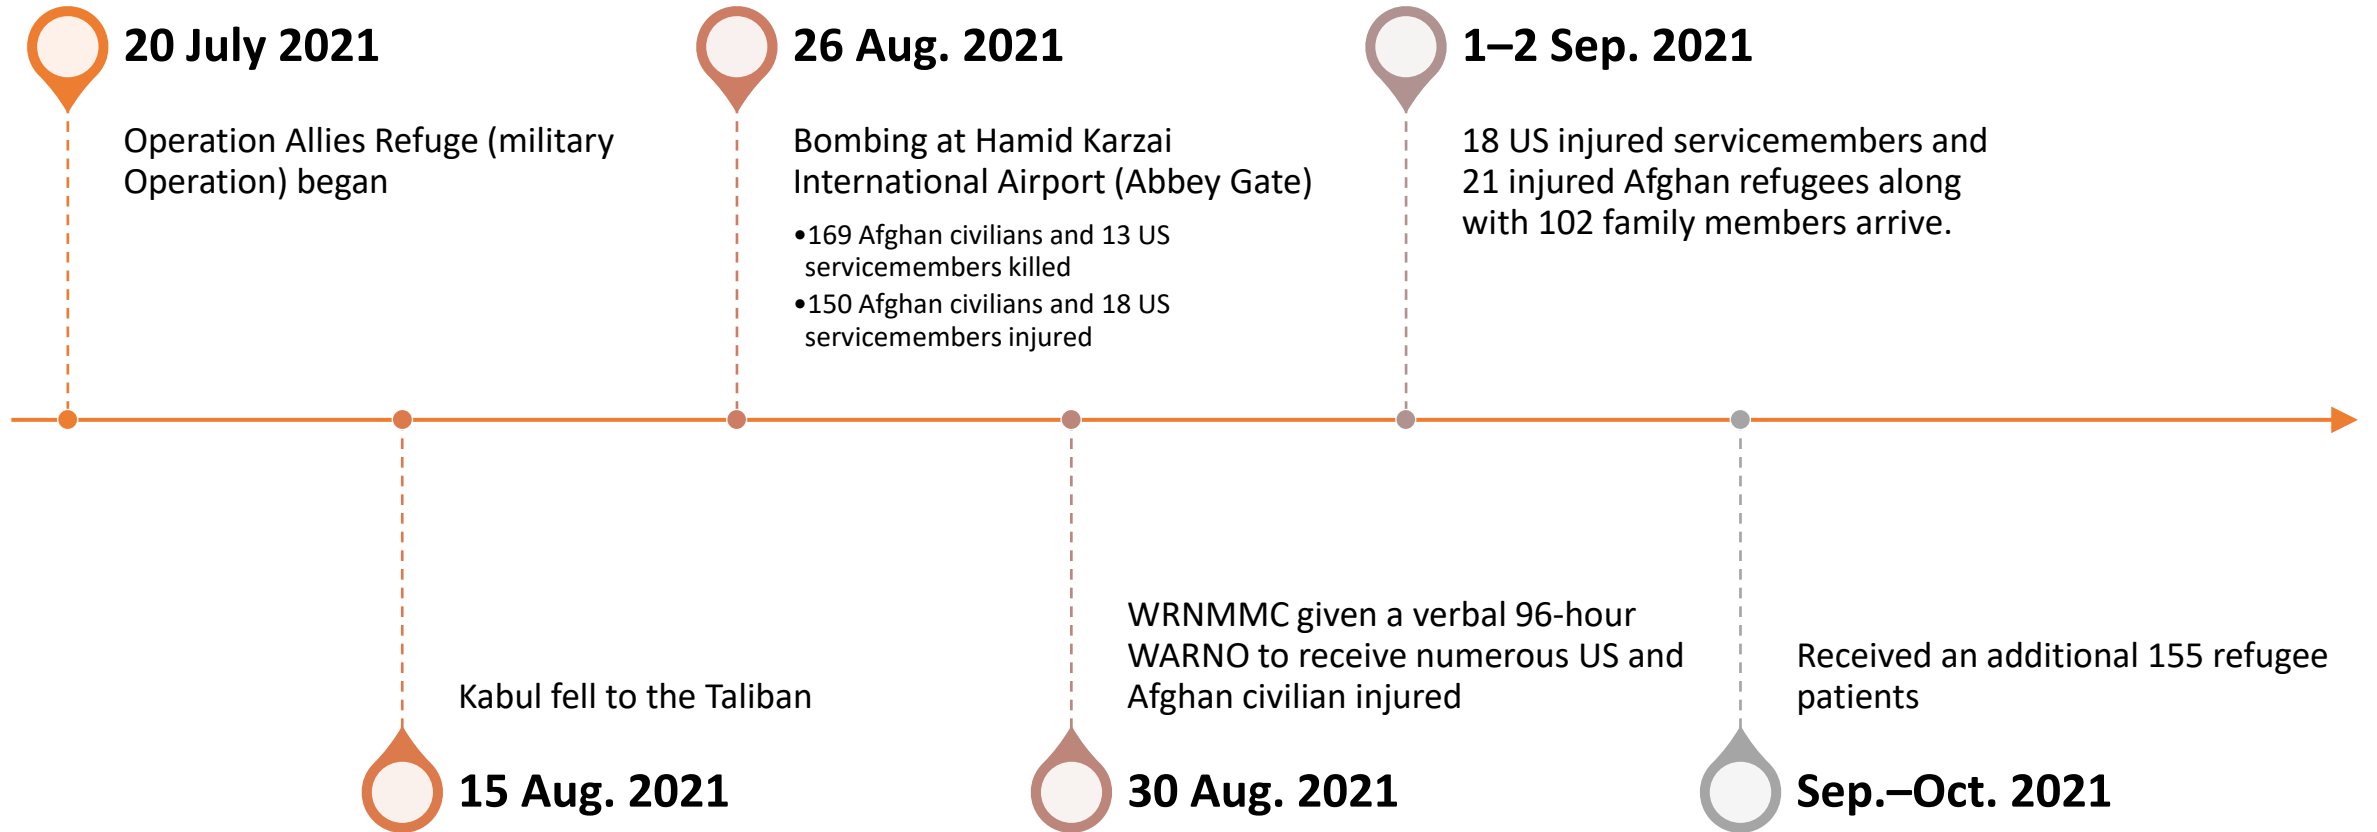 20 July 2021
Operation Allies Refuge (military
Operation) began
Kabul fell to the Taliban
15 Aug. 2021
26 Aug. 2021
Bombing at Hamid Karzai
International Airport (Abbey Gate)
•169 Afghan civilians and 13 US
servicemembers killed
•150 Afghan civilians and 18 US
servicemembers injured
WRNMMC given a verbal 96-hour
WARNO to receive numerous US and
Afghan civilian injured
30 Aug. 2021
1–2 Sep. 2021
18 US injured servicemembers and
21 injured Afghan refugees along
with 102 family members arrive.
Received an additional 155 refugee
patients
Sep.–Oct. 2021